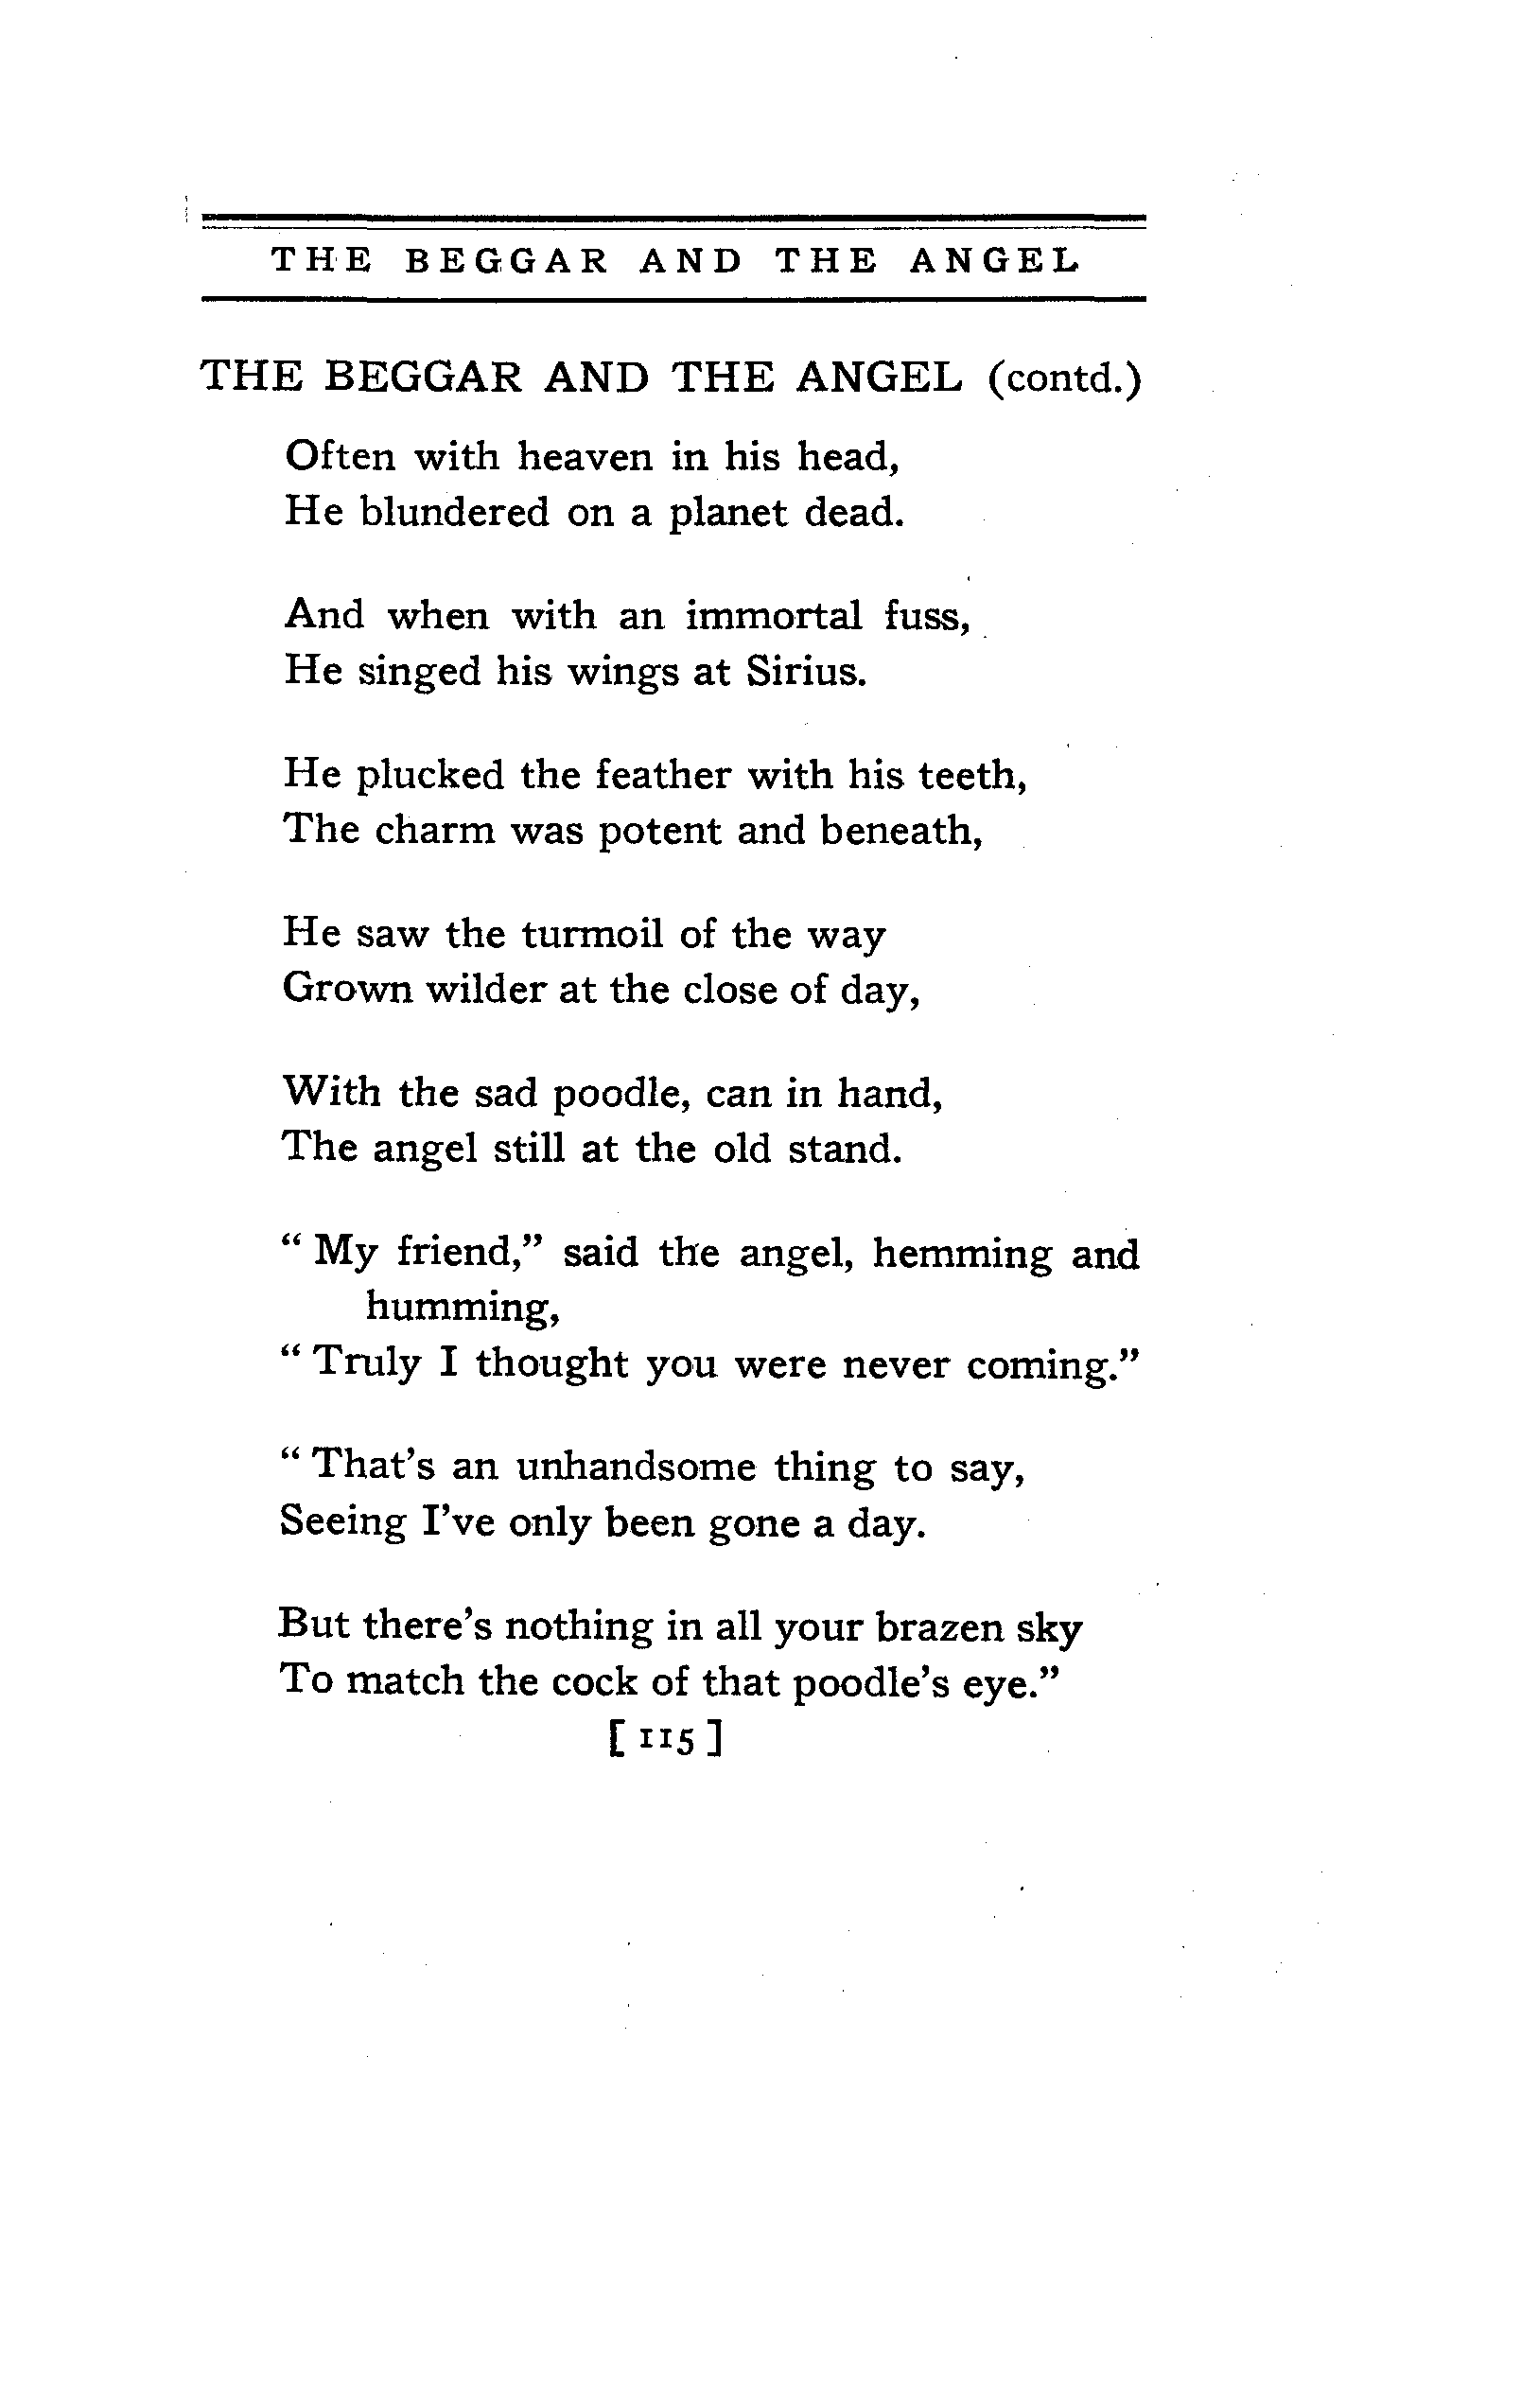 THE BEGGAR AND THE ANGEL
THE BEGGAR AND THE ANGEL (contd.)
Often with heaven in his head,
He blundered on a planet dead.
And when with an immortal fuss,
He singed his wings at Sirius.
He plucked the feather with his teeth,
The charm was potent and beneath,
He saw the turmoil of the way
Grown wilder at the close of day,
With the sad poodle, can in hand,
The angel still at the old stand.
“ My friend,” said the angel, hemming and
humming,
“ Truly I thought you were never coming.”
“ That’s an unhandsome thing to say,
Seeing I’ve only been gone a day.
But there’s nothing in all your brazen sky
To match the cock of that poodle’s eye.”
[ 115 ]